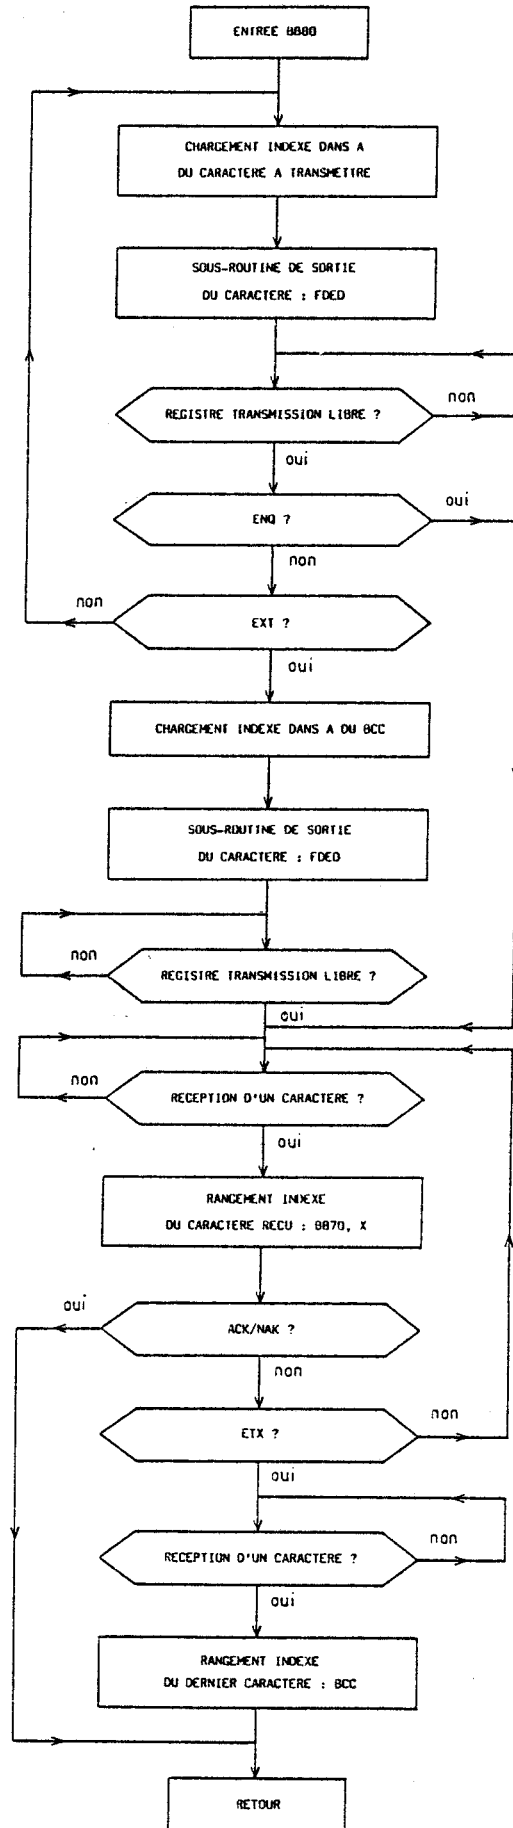 ENTREE 8880
CHARGEMENT INDEXE DANS A
DU CARACTERE A TRANSMETTRE
SOUS-ROUTINE DE SORTIE
DU CARACTERE : FDED
REGISTRE TRANSMISSION LIBRE ?
non
oui
ENQ ?
oui
non
EXT ?
non
oui
CHARGEMENT INDEXE DANS A DU BCC
SOUS-ROUTINE DE SORTIE
DU CARACTERE : FDED
REGISTRE TRANSMISSION LIBRE ?
non
oui
RECEPTION D'UN CARACTERE ?
non
oui
RANGEMENT INDEXE
DU CARACTERE RECU : 8870, X
ACK/NAK ?
oui
non
ETX ?
non
oui
RECEPTION D'UN CARACTERE ?
non
oui
RANGEMENT INDEXE
DU DERNIER CARACTERE : BCC
RETOUR